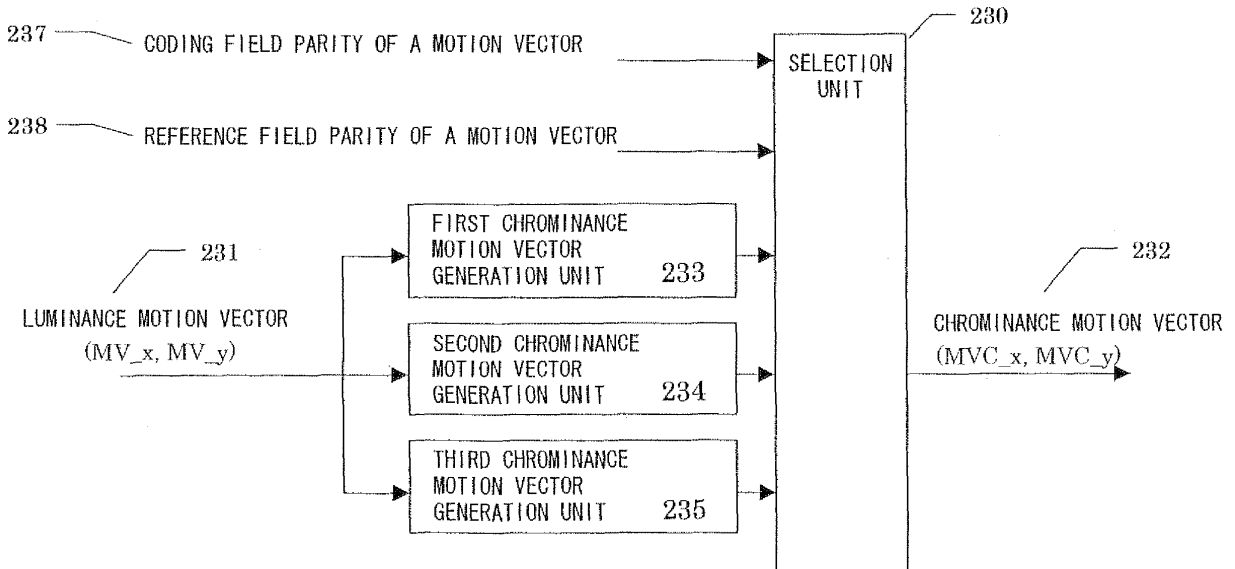 230
237 CODING FIELD PARITY OF A MOTION VECTOR
SELECTION
UNIT
238 REFERENCE FIELD PARITY OF A MOTION VECTOR
FIRST CHROMINANCE
MOTION VECTOR
GENERATION UNIT 233
231
LUMINANCE MOTION VECTOR
(MV_x, MV_y)
SECOND CHROMINANCE
MOTION VECTOR
GENERATION UNIT 234
THIRD CHROMINANCE
MOTION VECTOR
GENERATION UNIT 235
232
CHROMINANCE MOTION VECTOR
(MVC_x, MVC_y)